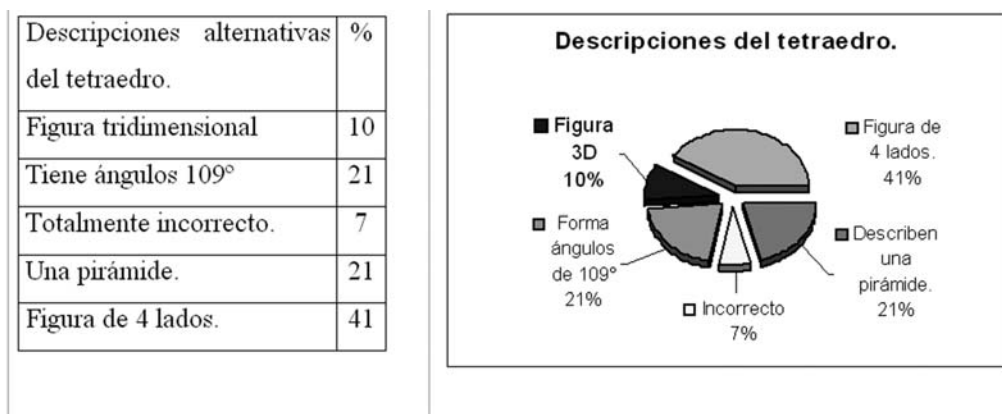 Descripciones alternativas %
del tetraedro.
Figura tridimensional 10
Tiene ángulos 109° 21
Totalmente incorrecto. 7
Una pirámide. 21
Figura de 4 lados. 41
Descripciones del tetraedro.
Figura
3D
10%
Figura de
4 lados.
41%
Forma
ángulos
de 109º
21%
Describen
una
pirámide.
21%
Incorrecto
7%